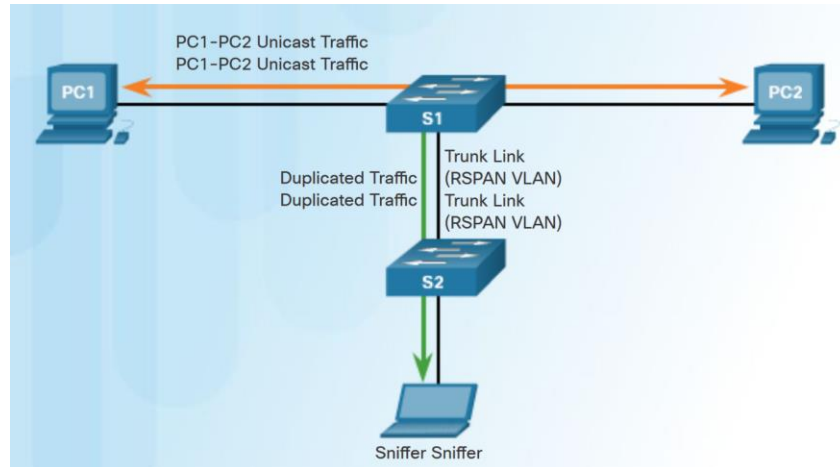 PC1-PC2 Unicast Traffic
PC1-PC2 Unicast Traffic
PC1
S1
PC2
Duplicated Traffic
Duplicated Traffic
Trunk Link
(RSPAN VLAN)
Trunk Link
(RSPAN VLAN)
S2
Sniffer Sniffer